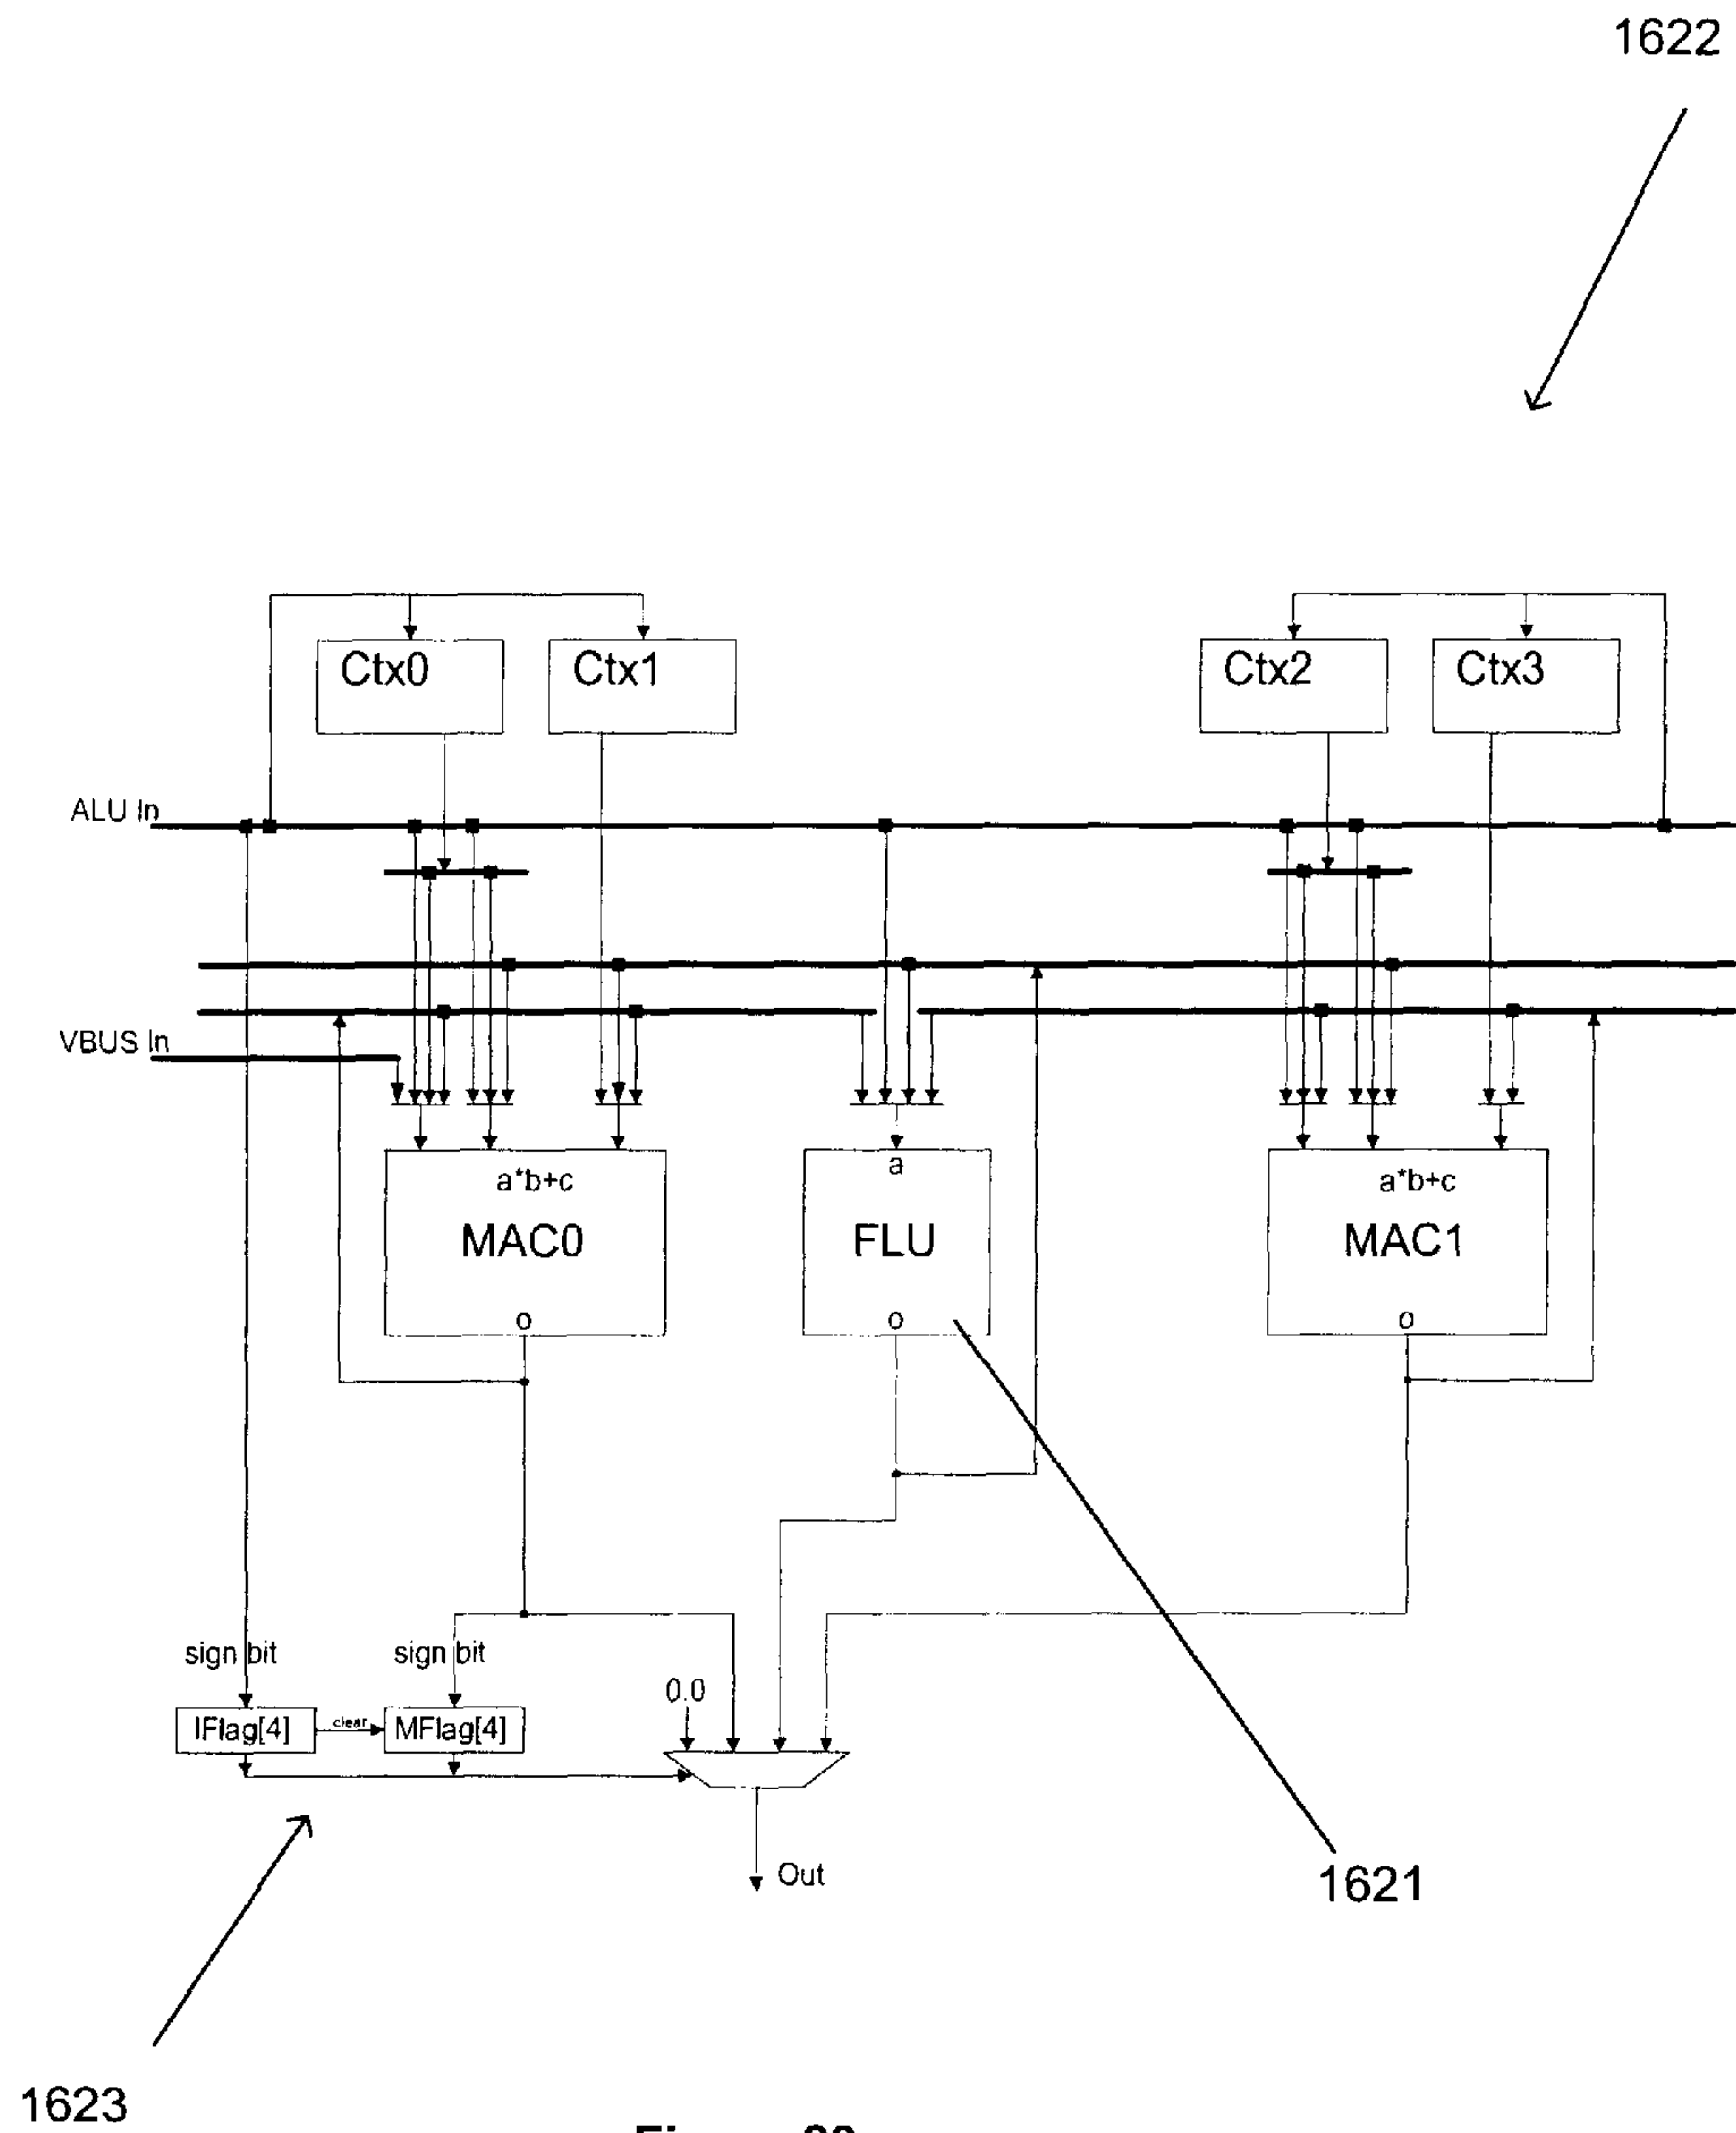 1622
Ctx0
Ctx1
Ctx2
Ctx3
ALU In
VBUS In
a*b+c
MAC0
o
a
FLU
o
a*b+c
MAC1
o
sign bit
sign bit
0.0
IFlag[4]
clear
MFlag[4]
Out
1621
1623